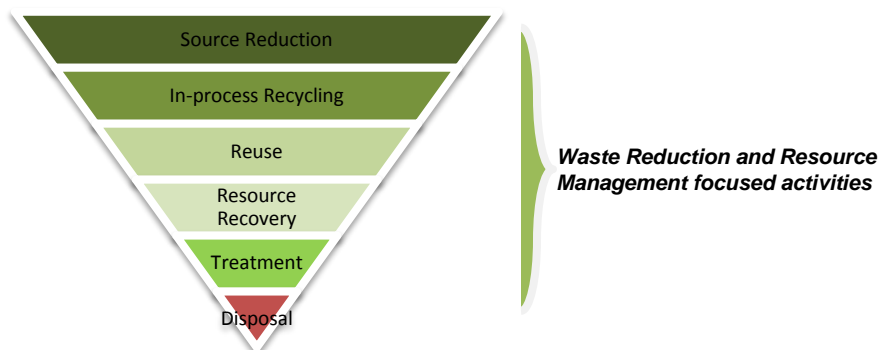 Source Reduction
In-process Recycling
Reuse
Resource
Recovery
Treatment
Disposal
Waste Reduction and Resource
Management focused activities